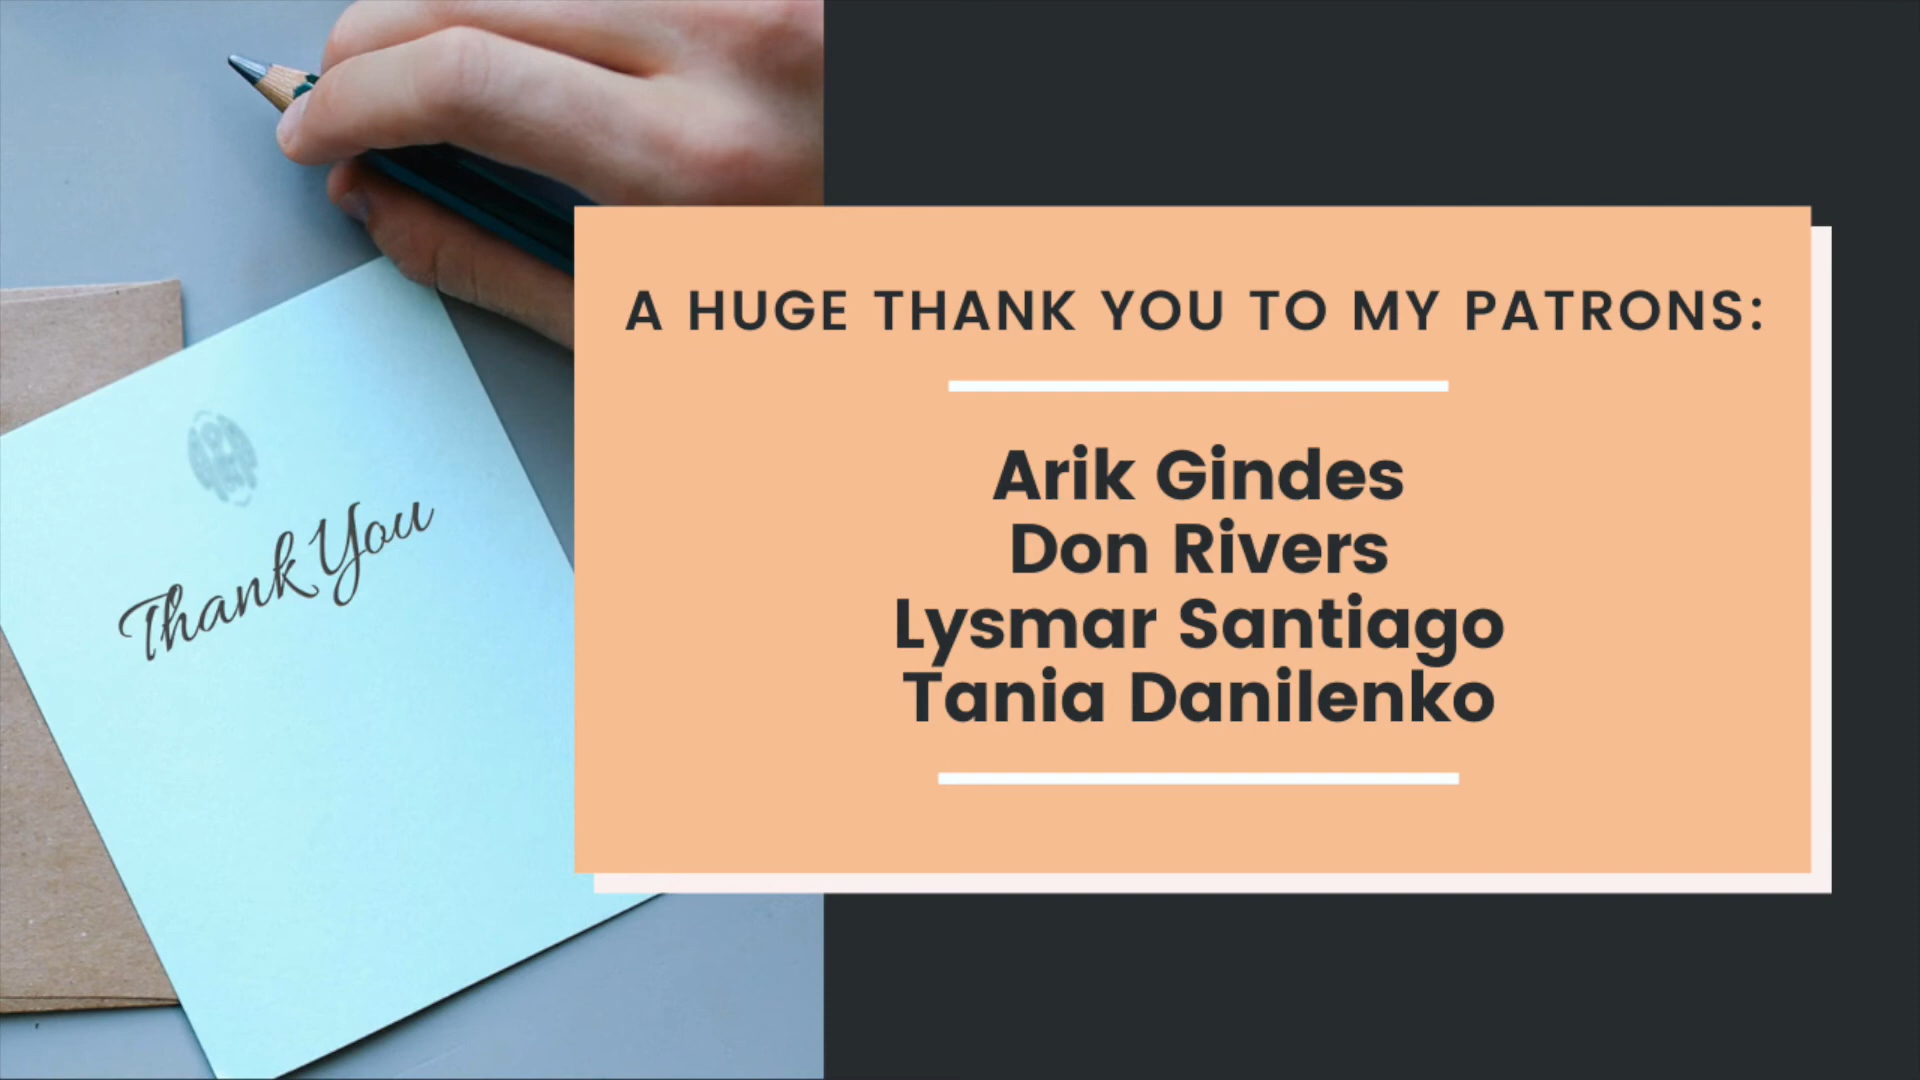 A HUGE THANK YOU TO MY PATRONS:
Arik Gindes
Don Rivers
Lysmar Santiago
Tania Danilenko
Thank You